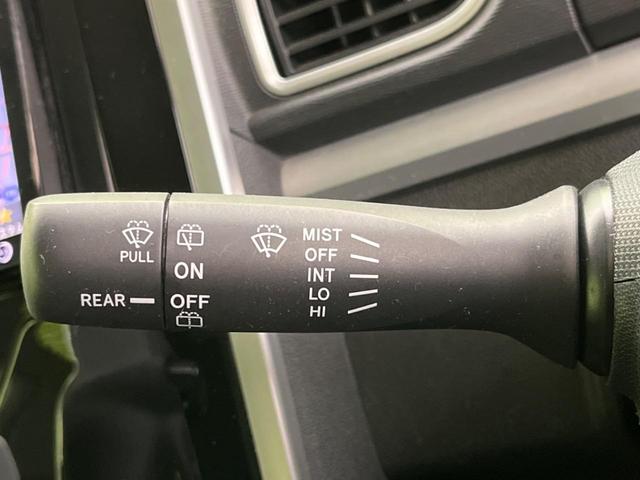 PULL
REAR
ON
OFF
MIST
OFF
INT
LO
HI